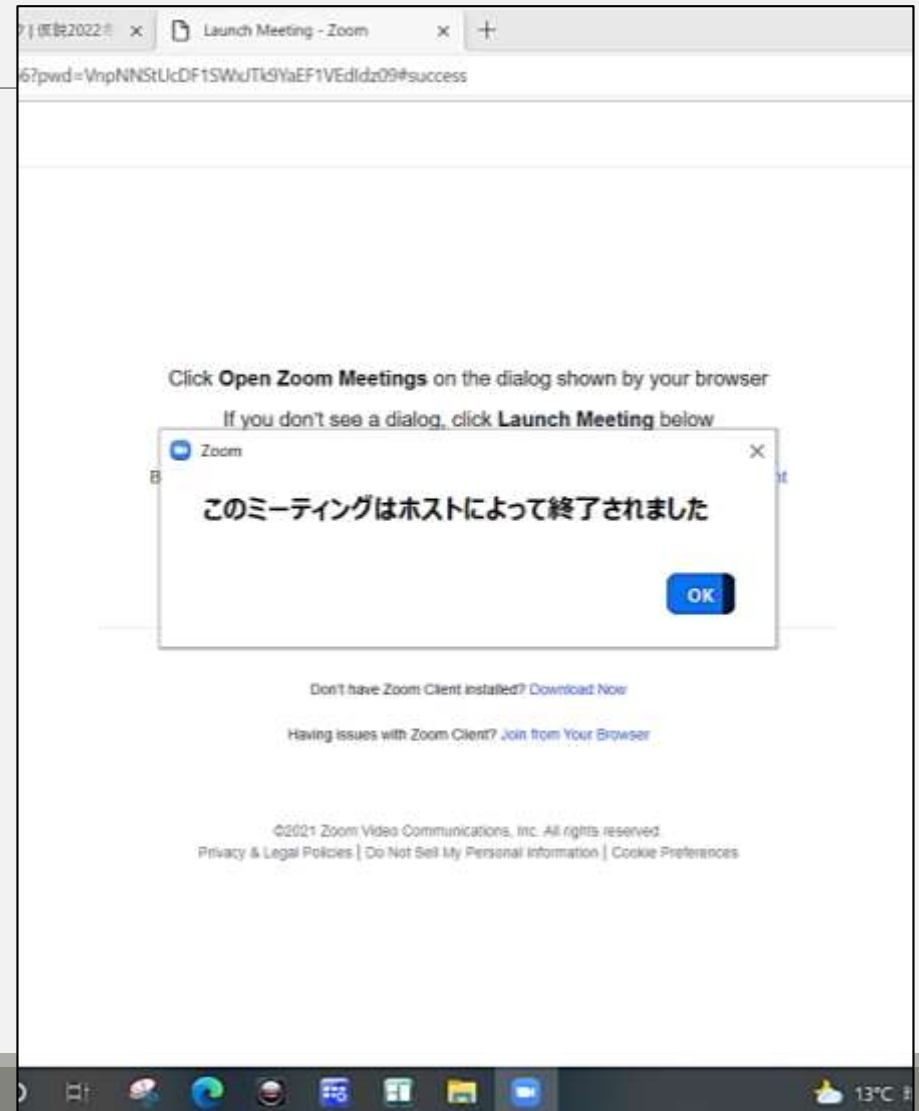 Launch Meeting - Zoom
6?pwd=VnpNNStUcDF1SWxJTk9YaEF1VEdIdz09#success
Click Open Zoom Meetings on the dialog shown by your browser
If you don't see a dialog, click Launch Meeting below
Zoom
このミーティングはホストによって終了されました
OK
Don't have Zoom Client installed? Download Now
Having issues with Zoom Client? Join from Your Browser
©2021 Zoom Video Communications, Inc. All rights reserved.
Privacy & Legal Policies | Do Not Sell My Personal Information | Cookie Preferences
13°C